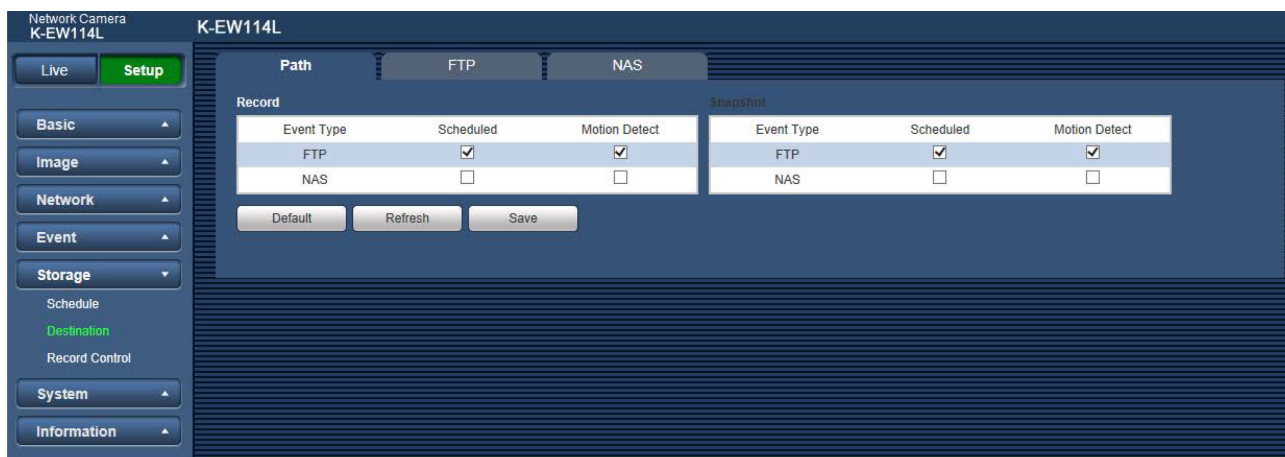 Network Camera
K-EW114L
K-EW114L
Live Setup
Path FTP NAS
Basic
Image
Network
Event
Storage
Schedule
Destination
Record Control
System
Information
Record
Event Type Scheduled Motion Detect
FTP
NAS
Snapshot
Event Type Scheduled Motion Detect
FTP
NAS
Default Refresh Save